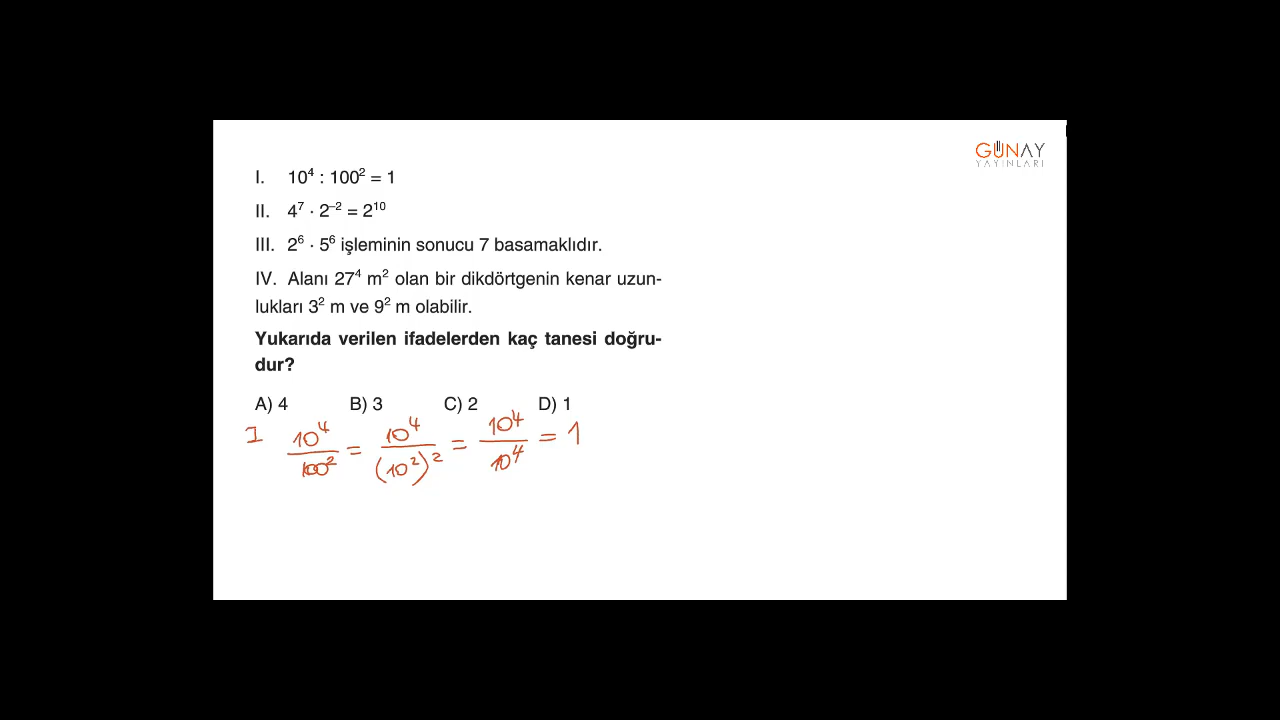 GÜNAY
YAYINLARI
I. 10⁴ : 100² = 1
II. 4⁷ · 2⁻² = 2¹⁰
III. 2⁶ · 5⁶ işleminin sonucu 7 basamaklıdır.
IV. Alanı 27⁴ m² olan bir dikdörtgenin kenar uzun-
lukları 3² m ve 9² m olabilir.
Yukarıda verilen ifadelerden kaç tanesi doğru-
dur?
A) 4 B) 3 C) 2 D) 1
I 10⁴/100² = 10⁴/(10²)² = 10⁴/10⁴ = 1